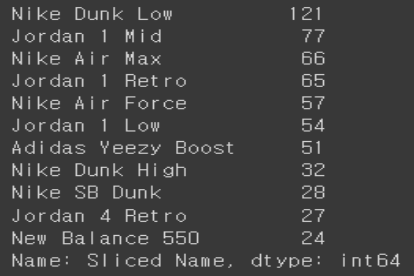 Nike Dunk Low 121
Jordan 1 Mid 77
Nike Air Max 66
Jordan 1 Retro 65
Nike Air Force 57
Jordan 1 Low 54
Adidas Yeezy Boost 51
Nike Dunk High 32
Nike SB Dunk 28
Jordan 4 Retro 27
New Balance 550 24
Name: Sliced Name, dtype: int64